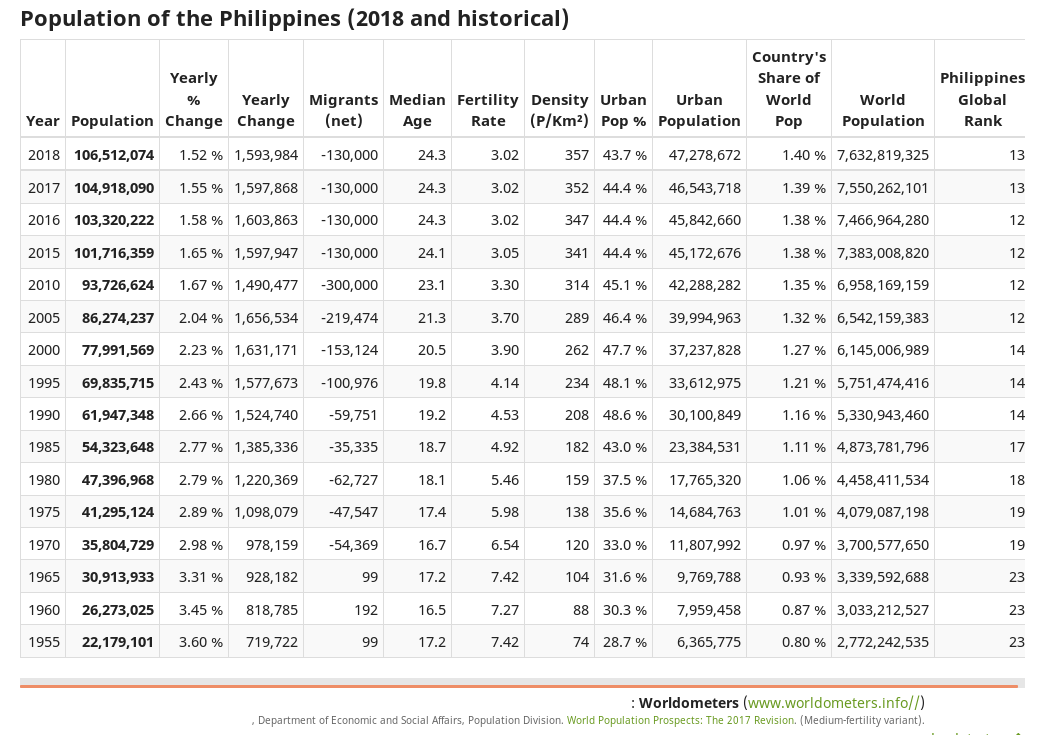 Population of the Philippines (2018 and historical)
Year Population Yearly % Change Yearly Change Migrants (net) Median Age Fertility Rate Density (P/Km²) Urban Pop % Urban Population Country's Share of World Pop World Population Philippines Global Rank
2018 106,512,074 1.52 % 1,593,984 -130,000 24.3 3.02 357 43.7 % 47,278,672 1.40 % 7,632,819,325 13
2017 104,918,090 1.55 % 1,597,868 -130,000 24.3 3.02 352 44.4 % 46,543,718 1.39 % 7,550,262,101 13
2016 103,320,222 1.58 % 1,603,863 -130,000 24.3 3.02 347 44.4 % 45,842,660 1.38 % 7,466,964,280 12
2015 101,716,359 1.65 % 1,597,947 -130,000 24.1 3.05 341 44.4 % 45,172,676 1.38 % 7,383,008,820 12
2010 93,726,624 1.67 % 1,490,477 -300,000 23.1 3.30 314 45.1 % 42,288,282 1.35 % 6,958,169,159 12
2005 86,274,237 2.04 % 1,656,534 -219,474 21.3 3.70 289 46.4 % 39,994,963 1.32 % 6,542,159,383 12
2000 77,991,569 2.23 % 1,631,171 -153,124 20.5 3.90 262 47.7 % 37,237,828 1.27 % 6,145,006,989 14
1995 69,835,715 2.43 % 1,577,673 -100,976 19.8 4.14 234 48.1 % 33,612,975 1.21 % 5,751,474,416 14
1990 61,947,348 2.66 % 1,524,740 -59,751 19.2 4.53 208 48.6 % 30,100,849 1.16 % 5,330,943,460 14
1985 54,323,648 2.77 % 1,385,336 -35,335 18.7 4.92 182 43.0 % 23,384,531 1.11 % 4,873,781,796 17
1980 47,396,968 2.79 % 1,220,369 -62,727 18.1 5.46 159 37.5 % 17,765,320 1.06 % 4,458,411,534 18
1975 41,295,124 2.89 % 1,098,079 -47,547 17.4 5.98 138 35.6 % 14,684,763 1.01 % 4,079,087,198 19
1970 35,804,729 2.98 % 978,159 -54,369 16.7 6.54 120 33.0 % 11,807,992 0.97 % 3,700,577,650 19
1965 30,913,933 3.31 % 928,182 99 17.2 7.42 104 31.6 % 9,769,788 0.93 % 3,339,592,688 23
1960 26,273,025 3.45 % 818,785 192 16.5 7.27 88 30.3 % 7,959,458 0.87 % 3,033,212,527 23
1955 22,179,101 3.60 % 719,722 99 17.2 7.42 74 28.7 % 6,365,775 0.80 % 2,772,242,535 23
: Worldometers (www.worldometers.info//)
, Department of Economic and Social Affairs, Population Division. World Population Prospects: The 2017 Revision. (Medium-fertility variant).